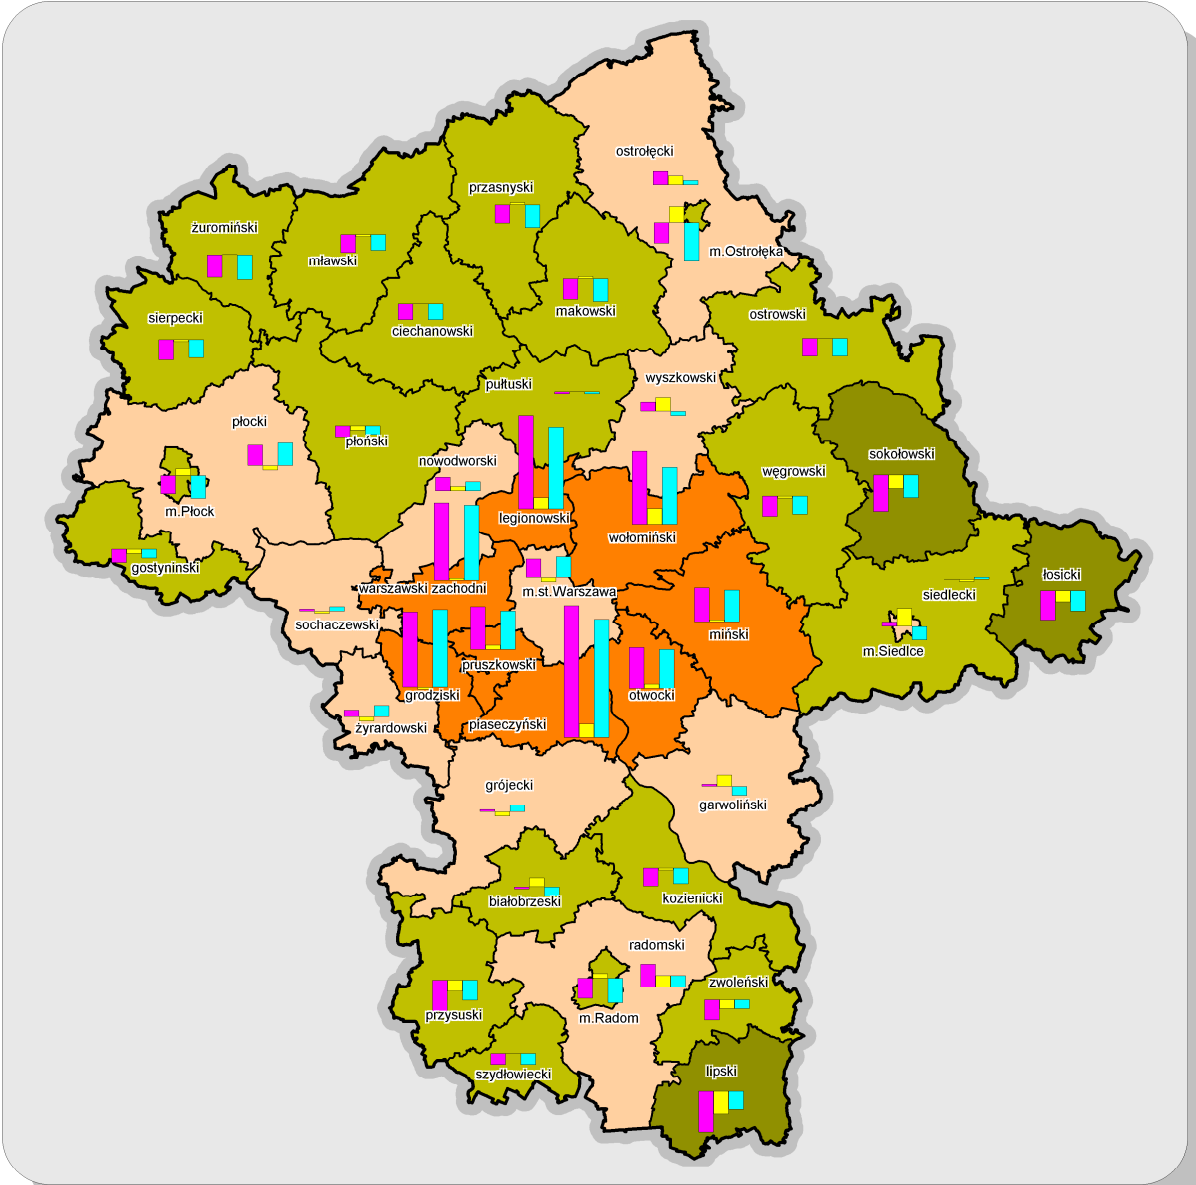 ostrołęcki
przasnyski
żuromiński
m.Ostrołęka
mławski
makowski
ostrowski
sierpecki
ciechanowski
wyszkowski
pułtuski
płocki
płoński
sokołowski
nowodworski
węgrowski
m.Płock
legionowski
wołomiński
gostyniński
łosicki
warszawski zachodni
m.st.Warszawa
siedlecki
sochaczewski
miński
m.Siedlce
pruszkowski
grodziski
otwocki
piaseczyński
żyrardowski
grójecki
garwoliński
białobrzeski
kozienicki
radomski
zwoleński
przysuski
m.Radom
lipski
szydłowiecki